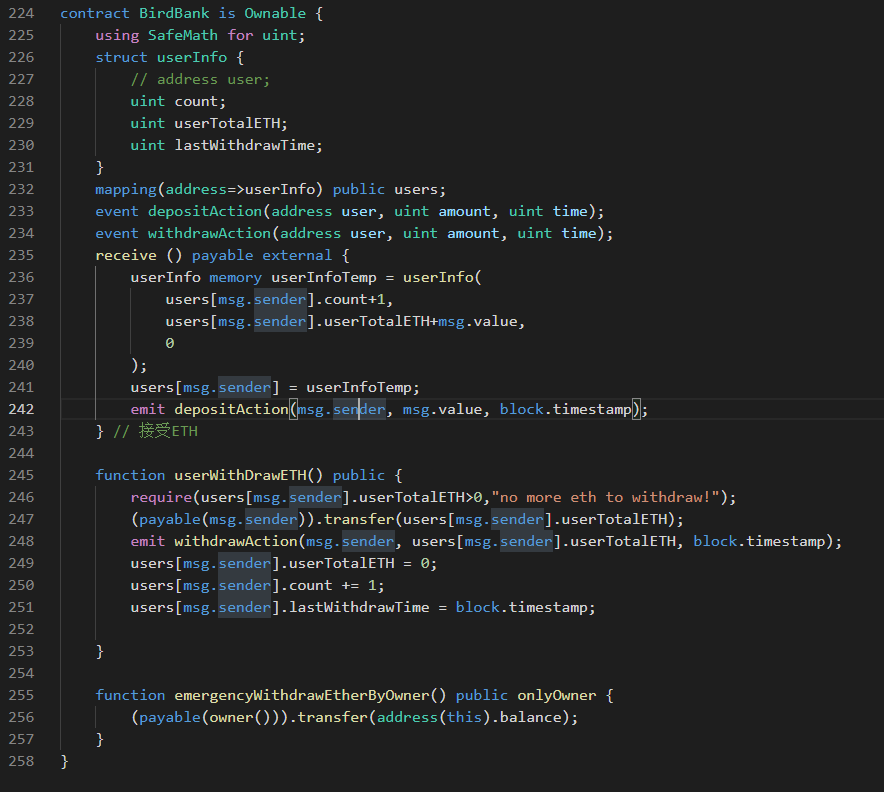 224 contract BirdBank is Ownable {
225     using SafeMath for uint;
226     struct userInfo {
227         // address user;
228         uint count;
229         uint userTotalETH;
230         uint lastWithdrawTime;
231     }
232     mapping(address=>userInfo) public users;
233     event depositAction(address user, uint amount, uint time);
234     event withdrawAction(address user, uint amount, uint time);
235     receive () payable external {
236         userInfo memory userInfoTemp = userInfo(
237             users[msg.sender].count+1,
238             users[msg.sender].userTotalETH+msg.value,
239             0
240         );
241         users[msg.sender] = userInfoTemp;
242         emit depositAction(msg.sender, msg.value, block.timestamp);
243     } // 接受ETH
244
245     function userWithDrawETH() public {
246         require(users[msg.sender].userTotalETH>0,"no more eth to withdraw!");
247         (payable(msg.sender)).transfer(users[msg.sender].userTotalETH);
248         emit withdrawAction(msg.sender, users[msg.sender].userTotalETH, block.timestamp);
249         users[msg.sender].userTotalETH = 0;
250         users[msg.sender].count += 1;
251         users[msg.sender].lastWithdrawTime = block.timestamp;
252
253     }
254
255     function emergencyWithdrawEtherByOwner() public onlyOwner {
256         (payable(owner())).transfer(address(this).balance);
257     }
258 }